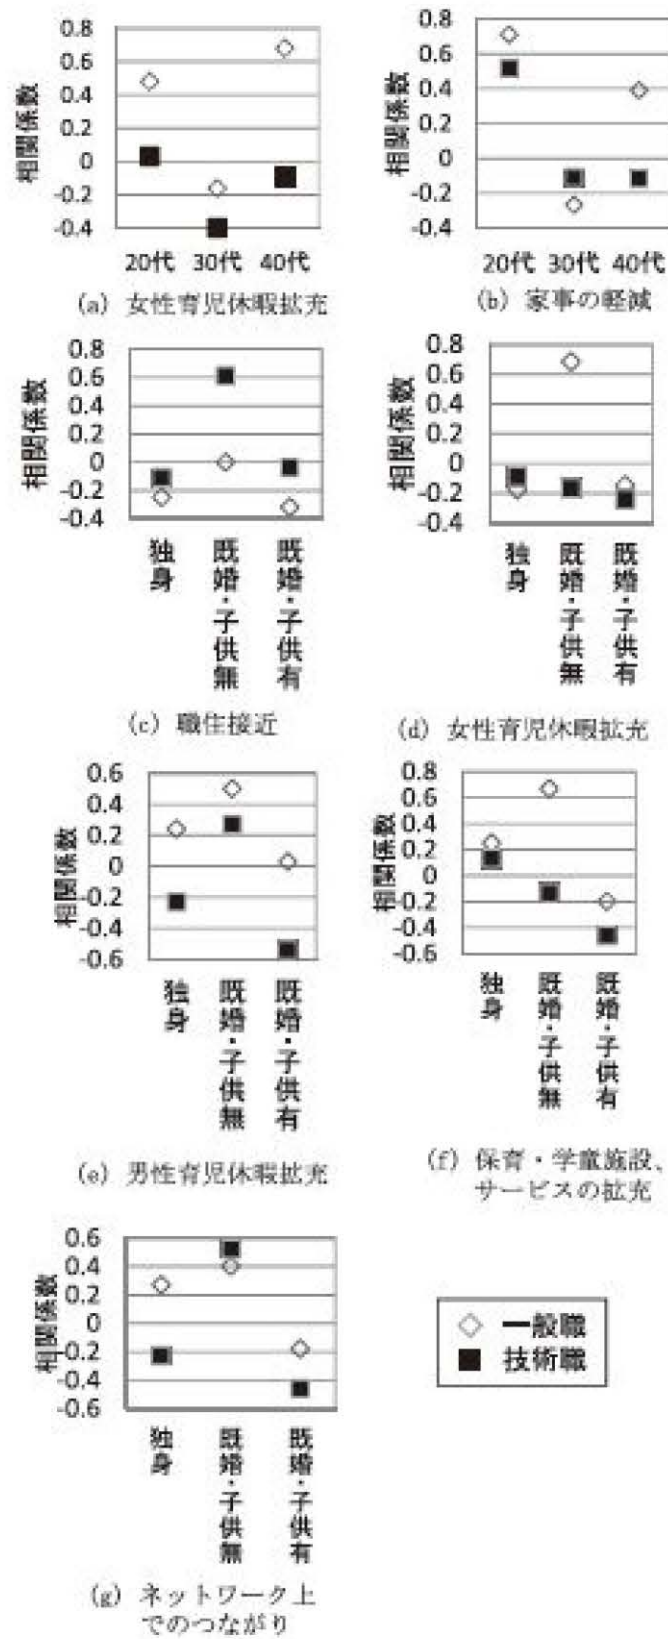 相関係数
0.8
0.6
0.4
0.2
0
-0.2
-0.4
20代 30代 40代
(a) 女性育児休暇拡充
相関係数
0.8
0.6
0.4
0.2
0
-0.2
-0.4
20代 30代 40代
(b) 家事の軽減
相関係数
0.8
0.6
0.4
0.2
0
-0.2
-0.4
独身
既婚・子供無
既婚・子供有
(c) 職住接近
相関係数
0.8
0.6
0.4
0.2
0
-0.2
-0.4
独身
既婚・子供無
既婚・子供有
(d) 女性育児休暇拡充
相関係数
0.6
0.4
0.2
0
-0.2
-0.4
-0.6
独身
既婚・子供無
既婚・子供有
(e) 男性育児休暇拡充
相関係数
0.8
0.6
0.4
0.2
0
-0.2
-0.4
-0.6
独身
既婚・子供無
既婚・子供有
(f) 保育・学童施設、
サービスの拡充
相関係数
0.6
0.4
0.2
0
-0.2
-0.4
-0.6
独身
既婚・子供無
既婚・子供有
(g) ネットワーク上
でのつながり
◇ 一般職
■ 技術職